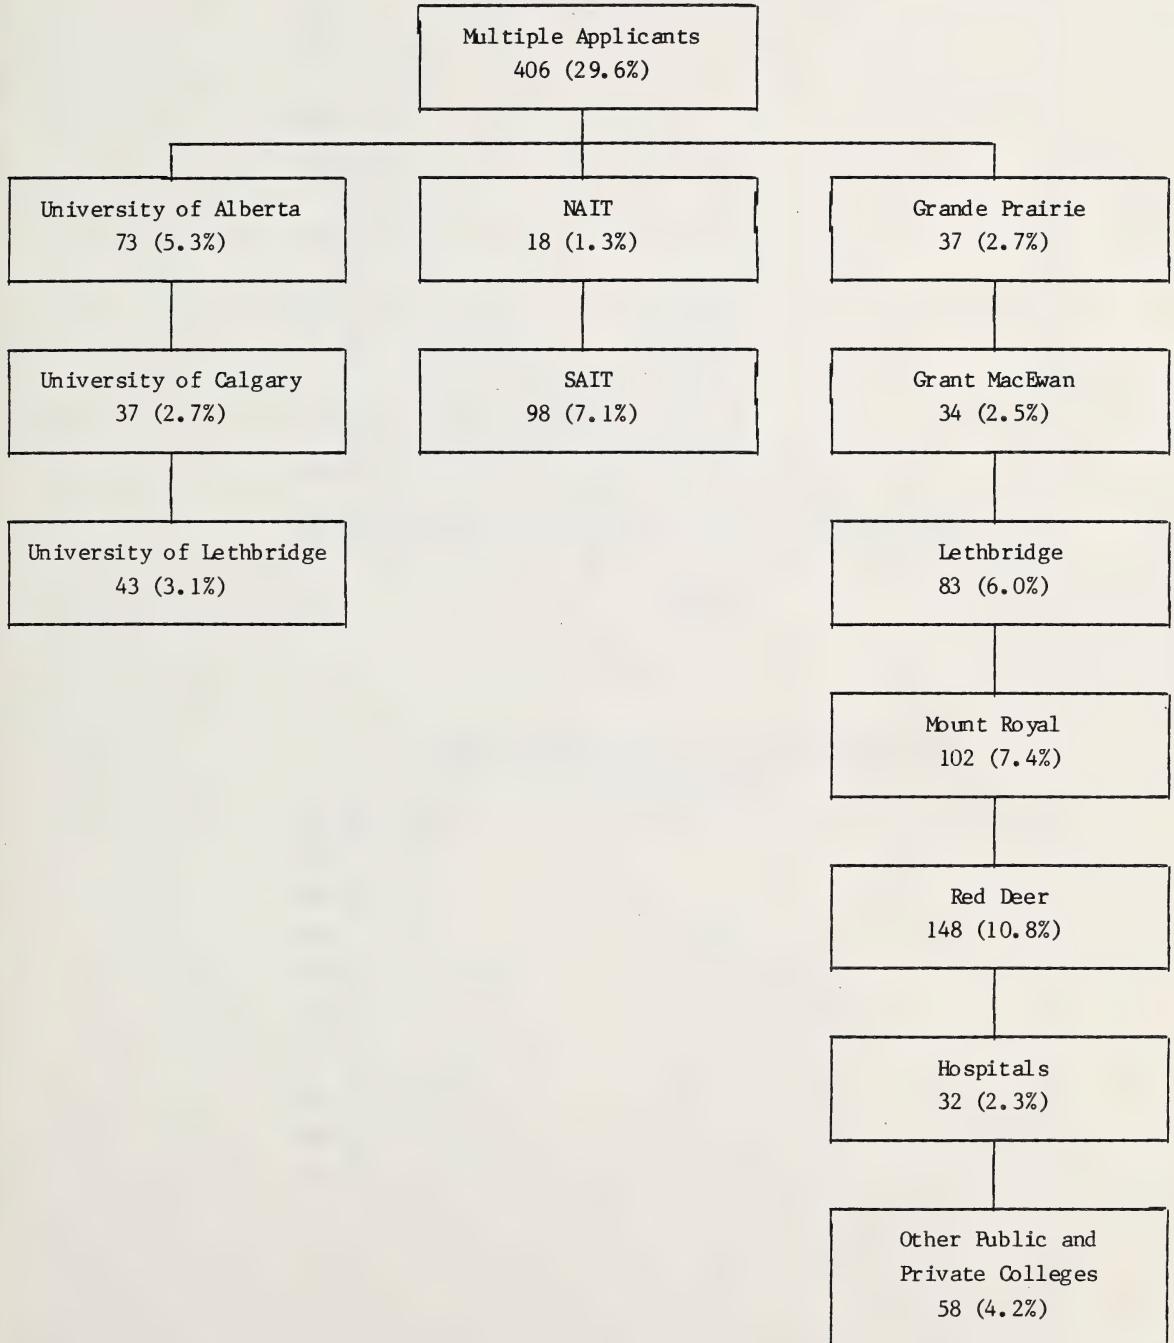 Multiple Applicants
406 (29.6%)
University of Alberta
73 (5.3%)
NAIT
18 (1.3%)
Grande Prairie
37 (2.7%)
University of Calgary
37 (2.7%)
SAIT
98 (7.1%)
Grant MacEwan
34 (2.5%)
University of Lethbridge
43 (3.1%)
Lethbridge
83 (6.0%)
Mount Royal
102 (7.4%)
Red Deer
148 (10.8%)
Hospitals
32 (2.3%)
Other Public and
Private Colleges
58 (4.2%)